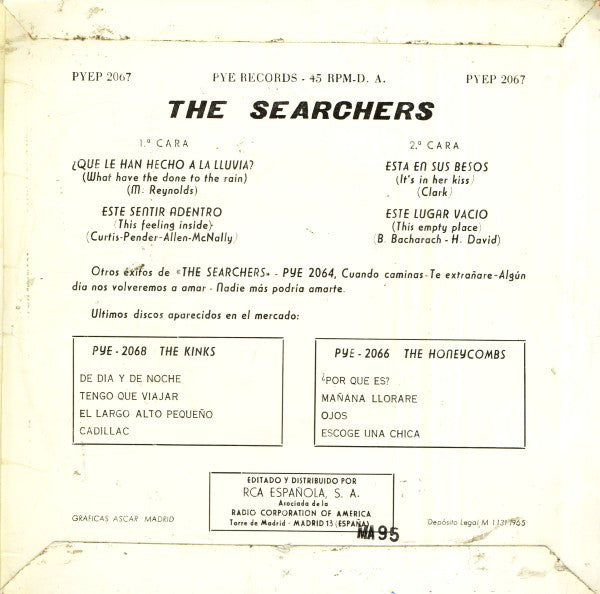 PYEP 2067 PYE RECORDS - 45 RPM-D. A. PYEP 2067
THE SEARCHERS
1.ª CARA
¿QUE LE HAN HECHO A LA LLUVIA?
(What have the done to the rain)
(M. Reynolds)
ESTE SENTIR ADENTRO
(This feeling inside)
(Curtis-Pender-Allen-McNally)
2.ª CARA
ESTA EN SUS BESOS
(It's in her kiss)
(Clark)
ESTE LUGAR VACIO
(This empty place)
(B. Bacharach - H. David)
Otros éxifos de «THE SEARCHERS» - PYE 2064, Cuando caminas-Te extrañare-Algún
día nos volveremos a amar - Nadie más podría amarte.
Ultimos discos aparecidos en el mercado:
PYE - 2068 THE KINKS
DE DIA Y DE NOCHE
TENGO QUE VIAJAR
EL LARGO ALTO PEQUEÑO
CADILLAC
PYE - 2066 THE HONEYCOMBS
¿POR QUE ES?
MAÑANA LLORARE
OJOS
ESCOGE UNA CHICA
GRAFICAS ASCAR - MADRID
EDITADO Y DISTRIBUIDO POR
RCA ESPAÑOLA, S. A.
Asociada de la
RADIO CORPORATION OF AMERICA
Torre de Madrid - MADRID 13 (ESPAÑA)
MA95
Depósito Legal M 1131-1965